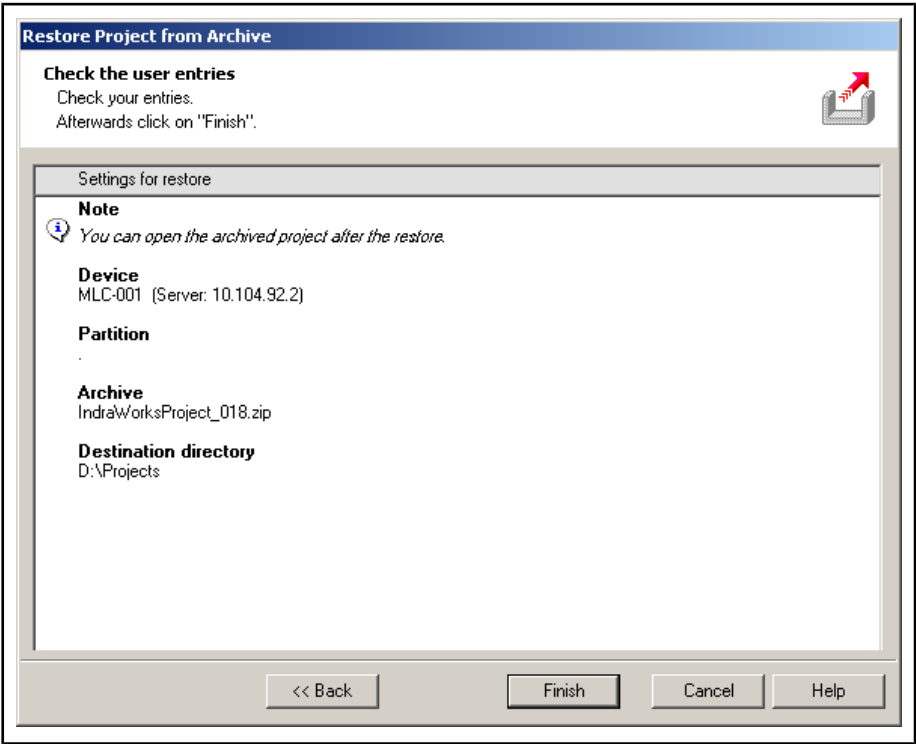 Restore Project from Archive
Check the user entries
Check your entries.
Afterwards click on "Finish".
Settings for restore
Note
You can open the archived project after the restore.
Device
MLC-001 (Server: 10.104.92.2)
Partition
.
Archive
IndraWorksProject_018.zip
Destination directory
D:\Projects
<< Back Finish Cancel Help